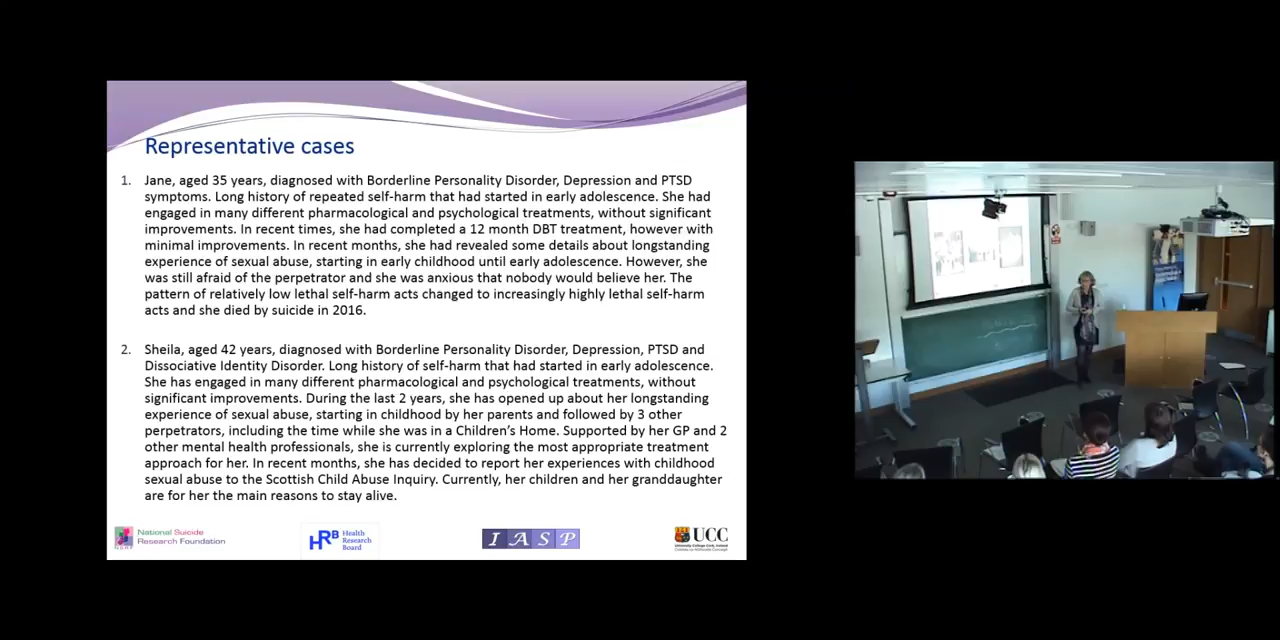 Representative cases
1. Jane, aged 35 years, diagnosed with Borderline Personality Disorder, Depression and PTSD
symptoms. Long history of repeated self-harm that had started in early adolescence. She had
engaged in many different pharmacological and psychological treatments, without significant
improvements. In recent times, she had completed a 12 month DBT treatment, however with
minimal improvements. In recent months, she had revealed some details about longstanding
experience of sexual abuse, starting in early childhood until early adolescence. However, she
was still afraid of the perpetrator and she was anxious that nobody would believe her. The
pattern of relatively low lethal self-harm acts changed to increasingly highly lethal self-harm
acts and she died by suicide in 2016.
2. Sheila, aged 42 years, diagnosed with Borderline Personality Disorder, Depression, PTSD and
Dissociative Identity Disorder. Long history of self-harm that had started in early adolescence.
She has engaged in many different pharmacological and psychological treatments, without
significant improvements. During the last 2 years, she has opened up about her longstanding
experience of sexual abuse, starting in childhood by her parents and followed by 3 other
perpetrators, including the time while she was in a Children's Home. Supported by her GP and 2
other mental health professionals, she is currently exploring the most appropriate treatment
approach for her. In recent months, she has decided to report her experiences with childhood
sexual abuse to the Scottish Child Abuse Inquiry. Currently, her children and her granddaughter
are for her the main reasons to stay alive.
National Suicide
Research Foundation
NSRF
HRB Health
Research
Board
IASP
UCC
University College Cork, Ireland